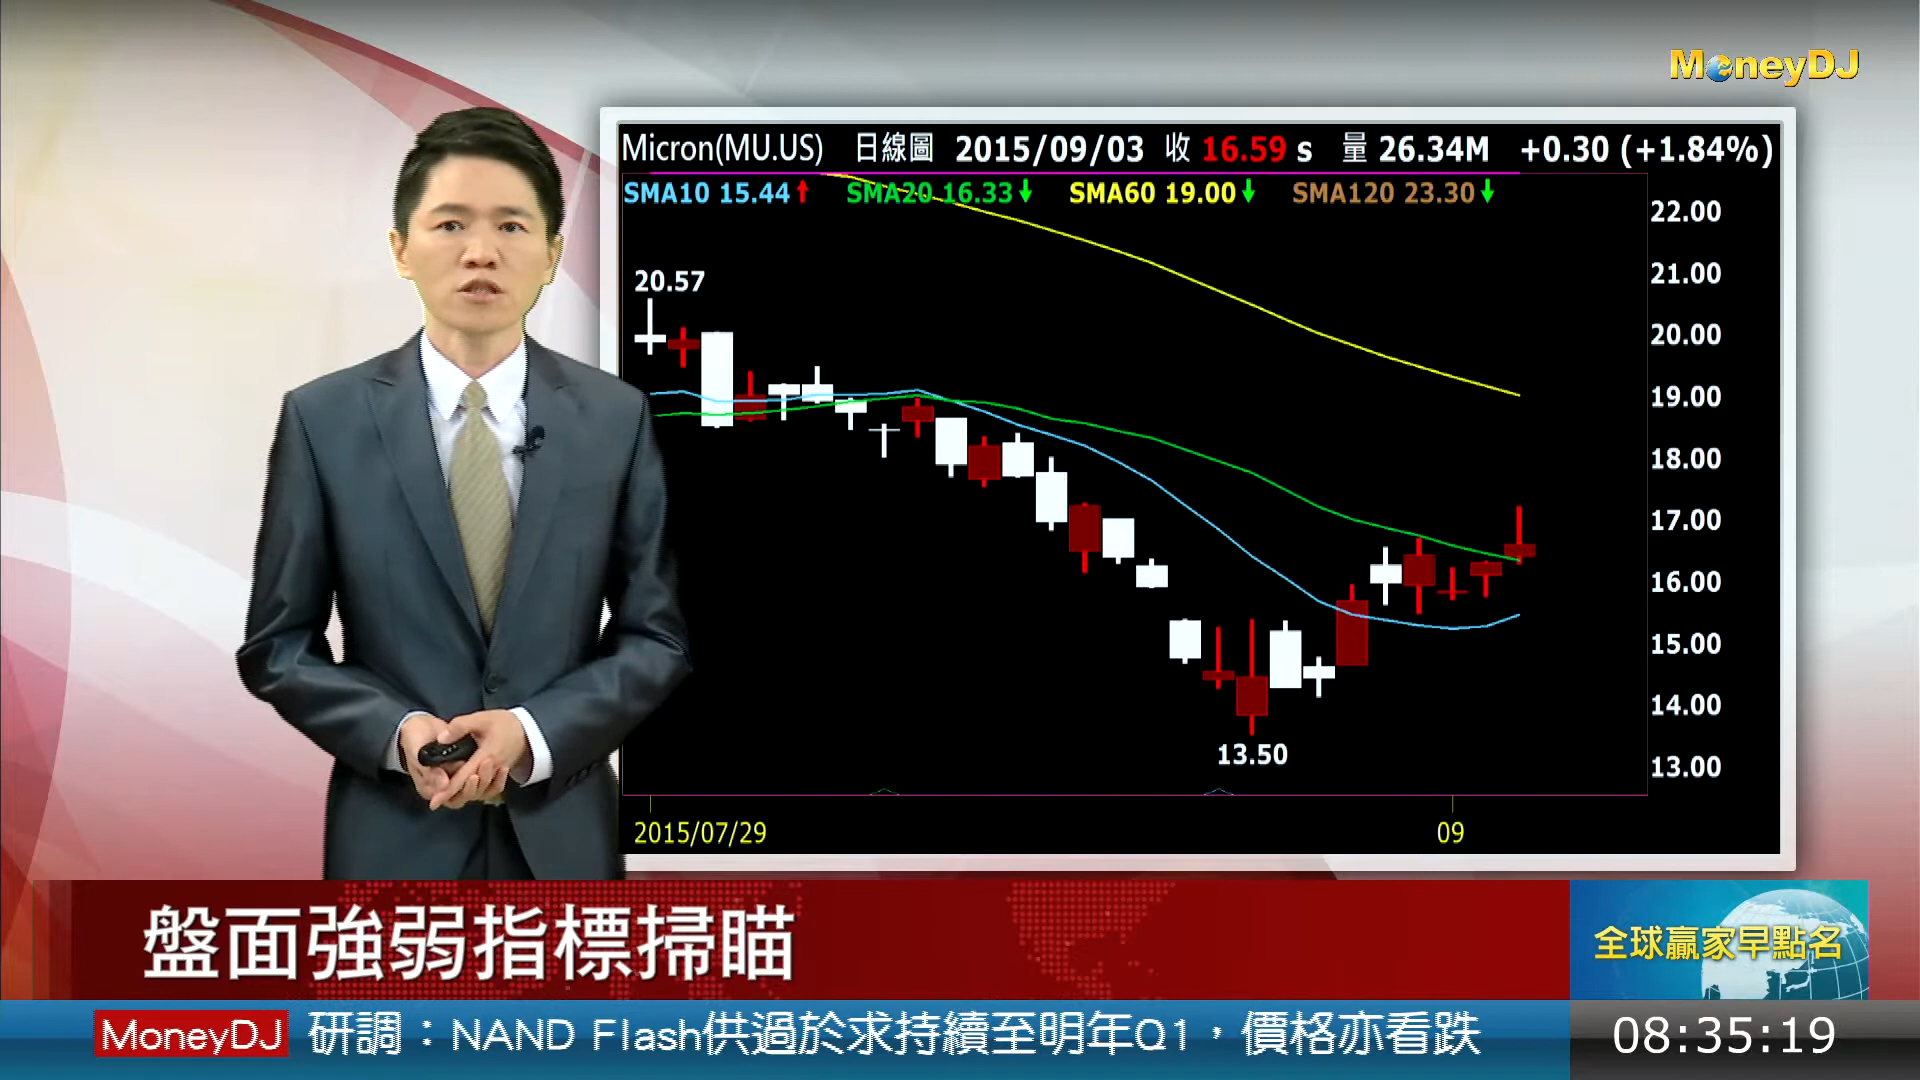 MoneyDJ
Micron(MU.US) 日線圖 2015/09/03 收 16.59 s 量 26.34M +0.30 (+1.84%)
SMA10 15.44 SMA20 16.33 SMA60 19.00 SMA120 23.30
22.00
21.00
20.57
20.00
19.00
18.00
17.00
16.00
15.00
14.00
13.50
13.00
2015/07/29 09
盤面強弱指標掃瞄
全球贏家早點名
MoneyDJ 研調：NAND Flash供過於求持續至明年Q1，價格亦看跌
08:35:19